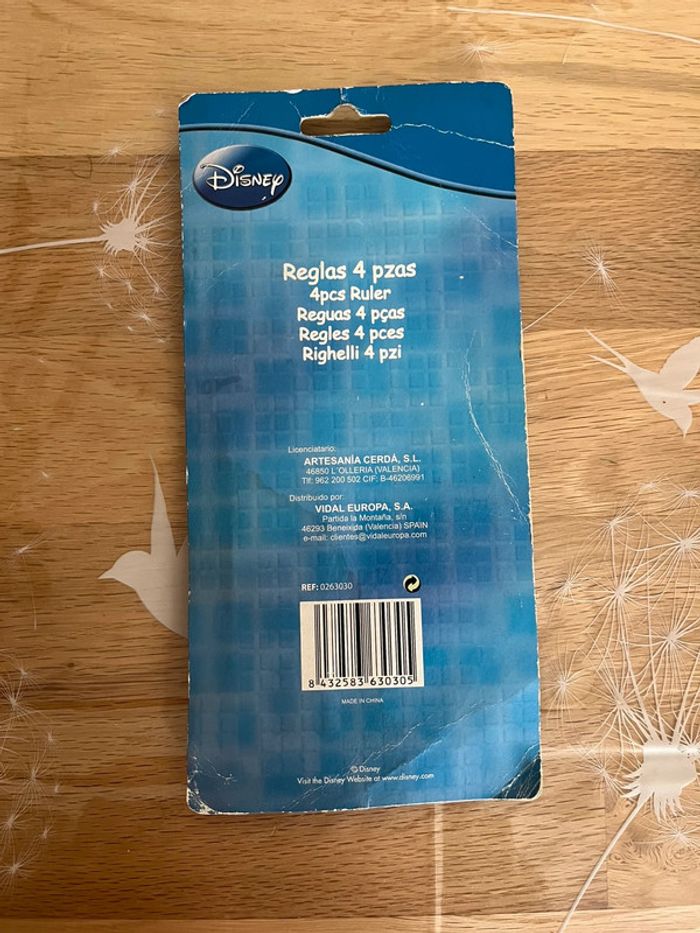 Disney
Reglas 4 pzas
4pcs Ruler
Reguas 4 pças
Regles 4 pces
Righelli 4 pzi
Licenciatario:
ARTESANÍA CERDÁ, S.L.
46850 L´OLLERIA (VALENCIA)
Tlf: 962 200 502 CIF: B-46206991
Distribuido por:
VIDAL EUROPA, S.A.
Partida la Montaña, s/n
46293 Beneixida (Valencia) SPAIN
e-mail: clientes@vidaleuropa.com
REF: 0263030
8 432583 630305
MADE IN CHINA
© Disney
Visit the Disney Website at www.disney.com